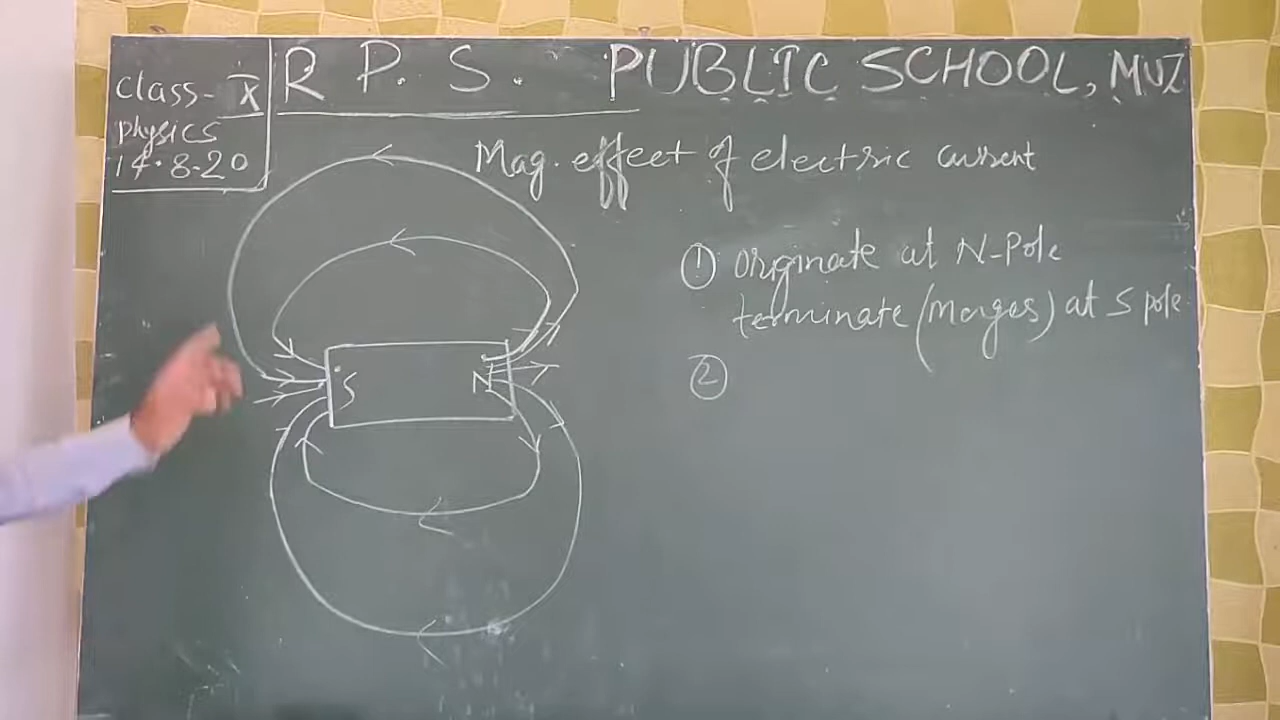 class- X
physics
14.8.20
R P. S. PUBLIC SCHOOL, MUZ
Mag. effect of electric current
① originate at N-Pole
terminate (Merges) at S pole
②
S
N